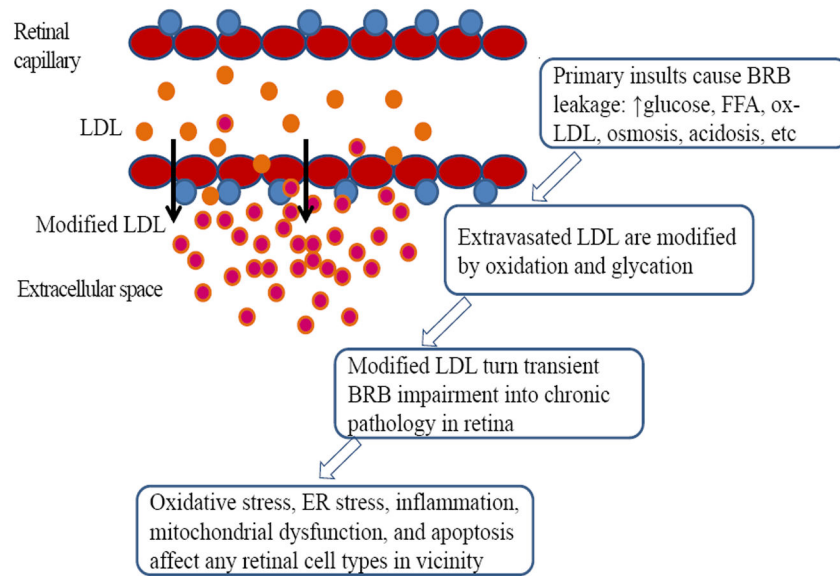 Retinal
capillary
LDL
Modified LDL
Extracellular space
Primary insults cause BRB
leakage: ↑glucose, FFA, ox-
LDL, osmosis, acidosis, etc
Extravasated LDL are modified
by oxidation and glycation
Modified LDL turn transient
BRB impairment into chronic
pathology in retina
Oxidative stress, ER stress, inflammation,
mitochondrial dysfunction, and apoptosis
affect any retinal cell types in vicinity